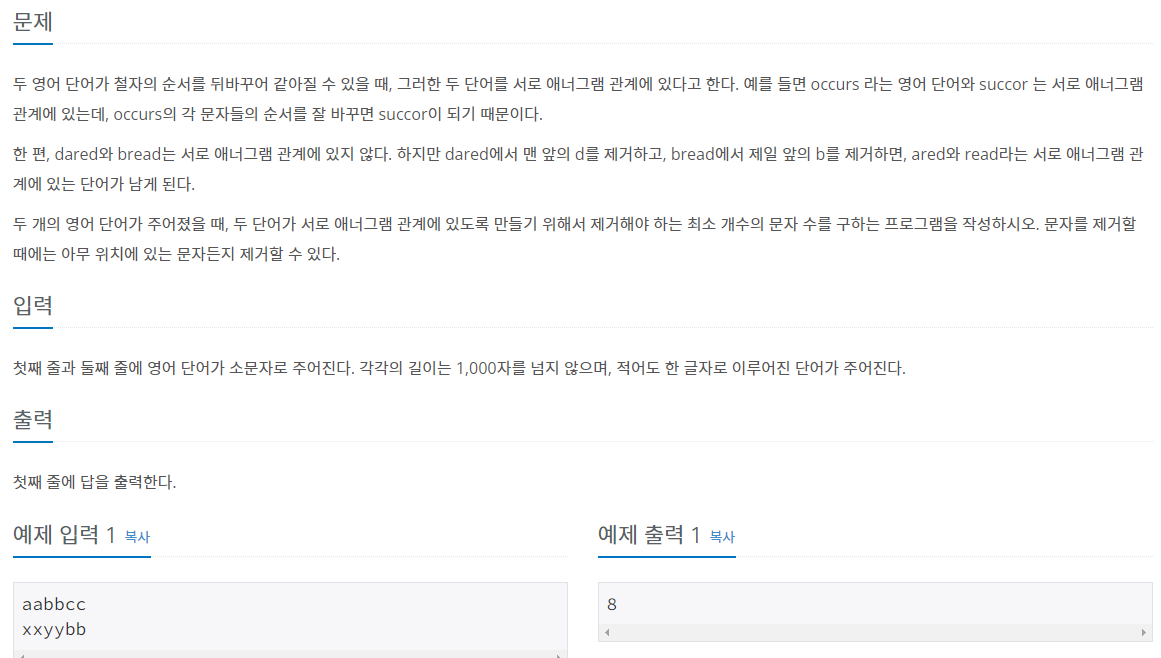 문제
두 영어 단어가 철자의 순서를 뒤바꾸어 같아질 수 있을 때, 그러한 두 단어를 서로 애너그램 관계에 있다고 한다. 예를 들면 occurs 라는 영어 단어와 succor 는 서로 애너그램
관계에 있는데, occurs의 각 문자들의 순서를 잘 바꾸면 succor이 되기 때문이다.
한 편, dared와 bread는 서로 애너그램 관계에 있지 않다. 하지만 dared에서 맨 앞의 d를 제거하고, bread에서 제일 앞의 b를 제거하면, ared와 read라는 서로 애너그램 관
계에 있는 단어가 남게 된다.
두 개의 영어 단어가 주어졌을 때, 두 단어가 서로 애너그램 관계에 있도록 만들기 위해서 제거해야 하는 최소 개수의 문자 수를 구하는 프로그램을 작성하시오. 문자를 제거할
때에는 아무 위치에 있는 문자든지 제거할 수 있다.
입력
첫째 줄과 둘째 줄에 영어 단어가 소문자로 주어진다. 각각의 길이는 1,000자를 넘지 않으며, 적어도 한 글자로 이루어진 단어가 주어진다.
출력
첫째 줄에 답을 출력한다.
예제 입력 1 복사
aabbcc
xxyybb
예제 출력 1 복사
8